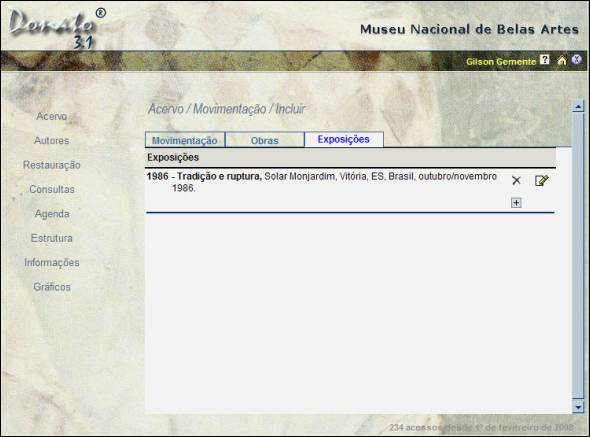 Donato ®
3.1
Museu Nacional de Belas Artes
Gilson Gemente ? X
Acervo / Movimentação / Incluir
Acervo
Autores
Restauração
Consultas
Agenda
Estrutura
Informações
Gráficos
Movimentação Obras Exposições
Exposições
1986 - Tradição e ruptura, Solar Monjardim, Vitória, ES, Brasil, outubro/novembro
1986.
234 acessos desde 1º de fevereiro de 2008